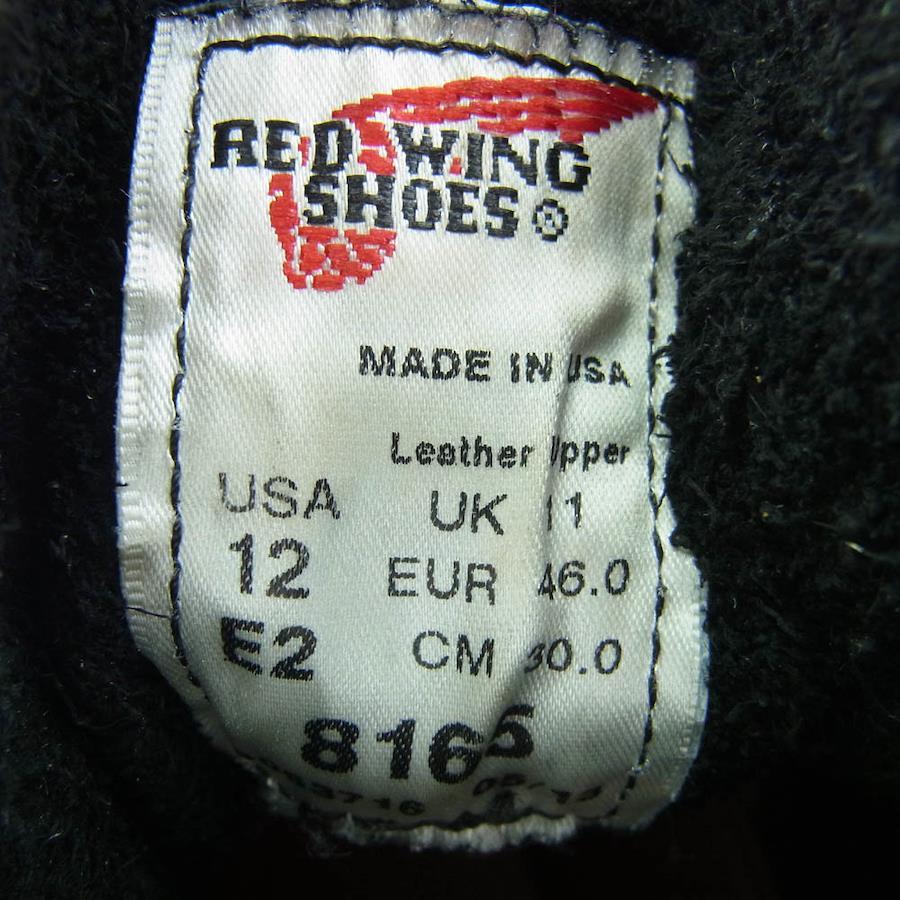 RED WING
SHOES ®
MADE IN USA
Leather Upper
USA UK 11
12 EUR 46.0
E2 CM 30.0
8165